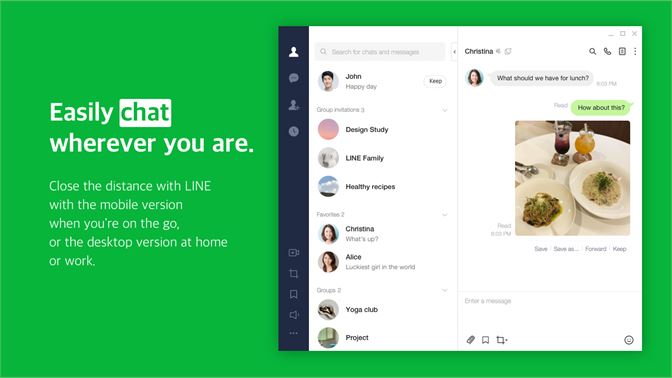 Easily chat
wherever you are.
Close the distance with LINE
with the mobile version
when you're on the go,
or the desktop version at home
or work.
Search for chats and messages
John
Happy day
Keep
Group invitations 3
Design Study
LINE Family
Healthy recipes
Favorites 2
Christina
What's up?
Alice
Luckiest girl in the world
Groups 2
Yoga club
Project
Christina
What should we have for lunch?
6:03 PM
Read
How about this?
Read
6:03 PM
Save
Save as...
Forward
Keep
Enter a message